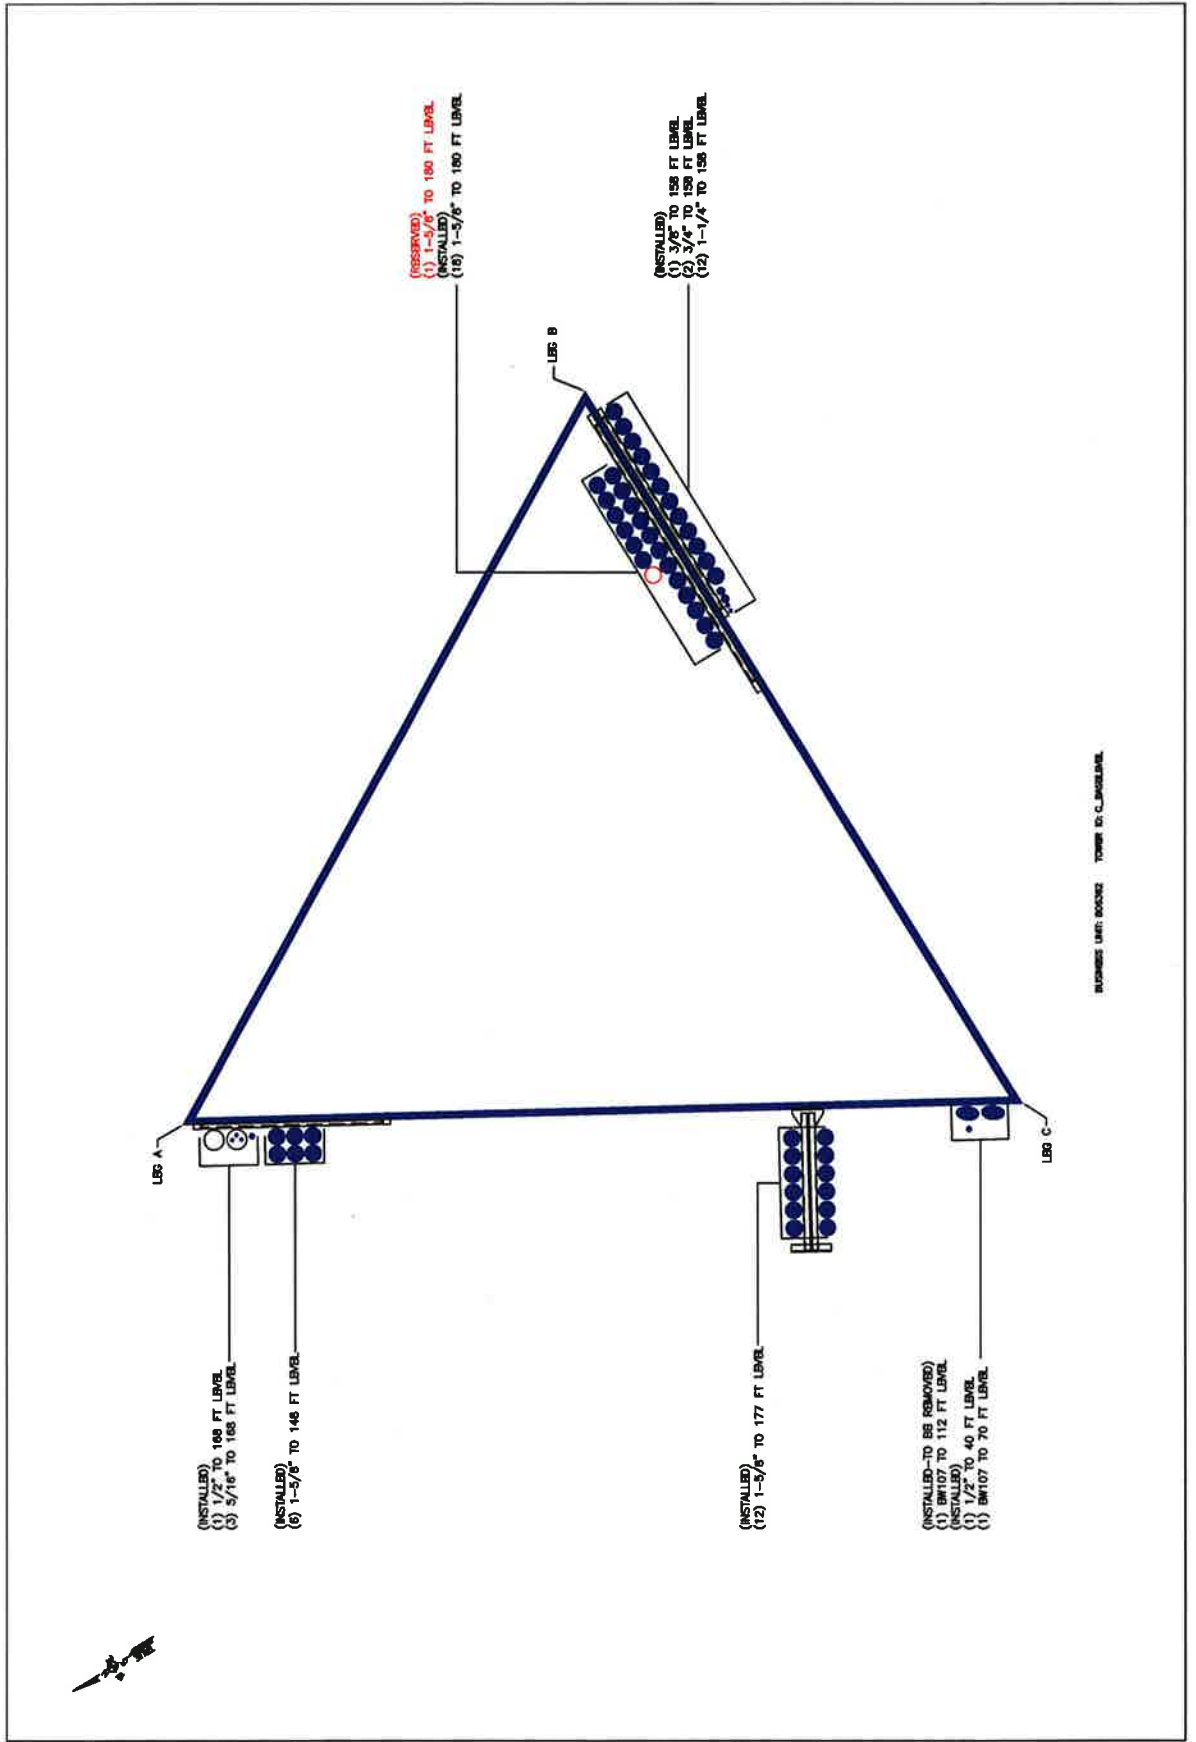 (RESERVED)
(1) 1-5/8" TO 180 FT LEVEL
(INSTALLED)
(18) 1-5/8" TO 180 FT LEVEL
(INSTALLED)
(1) 3/8" TO 158 FT LEVEL
(2) 3/4" TO 158 FT LEVEL
(12) 1-1/4" TO 158 FT LEVEL
LEG B
LEG A
LEG C
(INSTALLED)
(1) 1/2" TO 168 FT LEVEL
(3) 5/16" TO 168 FT LEVEL
(INSTALLED)
(6) 1-5/8" TO 148 FT LEVEL
(INSTALLED)
(12) 1-5/8" TO 177 FT LEVEL
(INSTALLED-TO BE REMOVED)
(1) EW107 TO 112 FT LEVEL
(INSTALLED)
(1) 1/2" TO 40 FT LEVEL
(1) EW107 TO 70 FT LEVEL
BUSINESS UNIT: 806362 TOWER ID: C_BASELEVEL